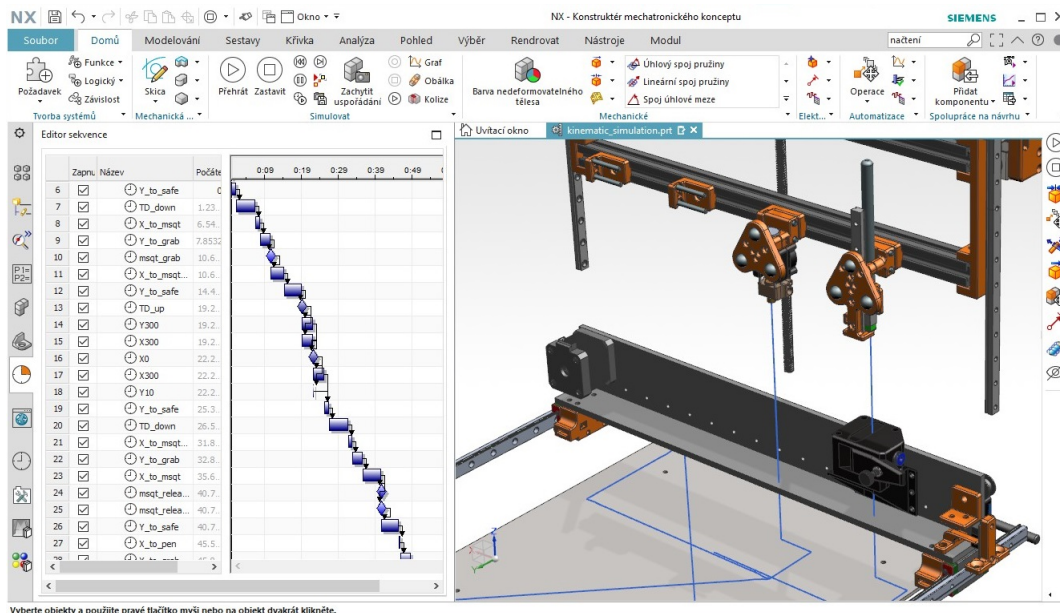 NX
Okno
NX - Konstruktér mechatronického konceptu
SIEMENS
Soubor Domů Modelování Sestavy Křivka Analýza Pohled Výběr Rendrovat Nástroje Modul
načtení
Požadavek
Funkce
Logický
Závislost
Skica
Přehrát Zastavit
Zachytit
uspořádání
Graf
Obálka
Kolize
Barva nedeformovatelného
tělesa
Úhlový spoj pružiny
Lineární spoj pružiny
Spoj úhlové meze
Operace
Přidat
komponentu
Tvorba systémů
Mechanická ...
Simulovat
Mechanické
Elekt...
Automatizace
Spolupráce na návrhu
Editor sekvence
Uvítací okno
kinematic_simulation.prt
P1=
P2=
Zapnu Název Počáte
0:09 0:19 0:29 0:39 0:49
6 Y_to_safe 0
7 TD_down 1.23..
8 X_to_msqt 6.54..
9 Y_to_grab 7.8532
10 msqt_grab 10.6..
11 X_to_msqt... 10.6..
12 Y_to_safe 14.4..
13 TD_up 19.2..
14 Y300 19.2..
15 X300 19.2..
16 X0 22.2..
17 X300 22.2..
18 Y10 22.2..
19 Y_to_safe 25.3..
20 TD_down 26.5..
21 X_to_msqt... 31.8..
22 Y_to_grab 32.8..
23 X_to_msqt 35.6..
24 msqt_relea... 40.7..
25 msqt_relea... 40.7..
26 Y_to_safe 40.7..
27 X_to_pen 45.5..
28
Vyberte objekty a použijte pravé tlačítko myši nebo na objekt dvakrát klikněte.